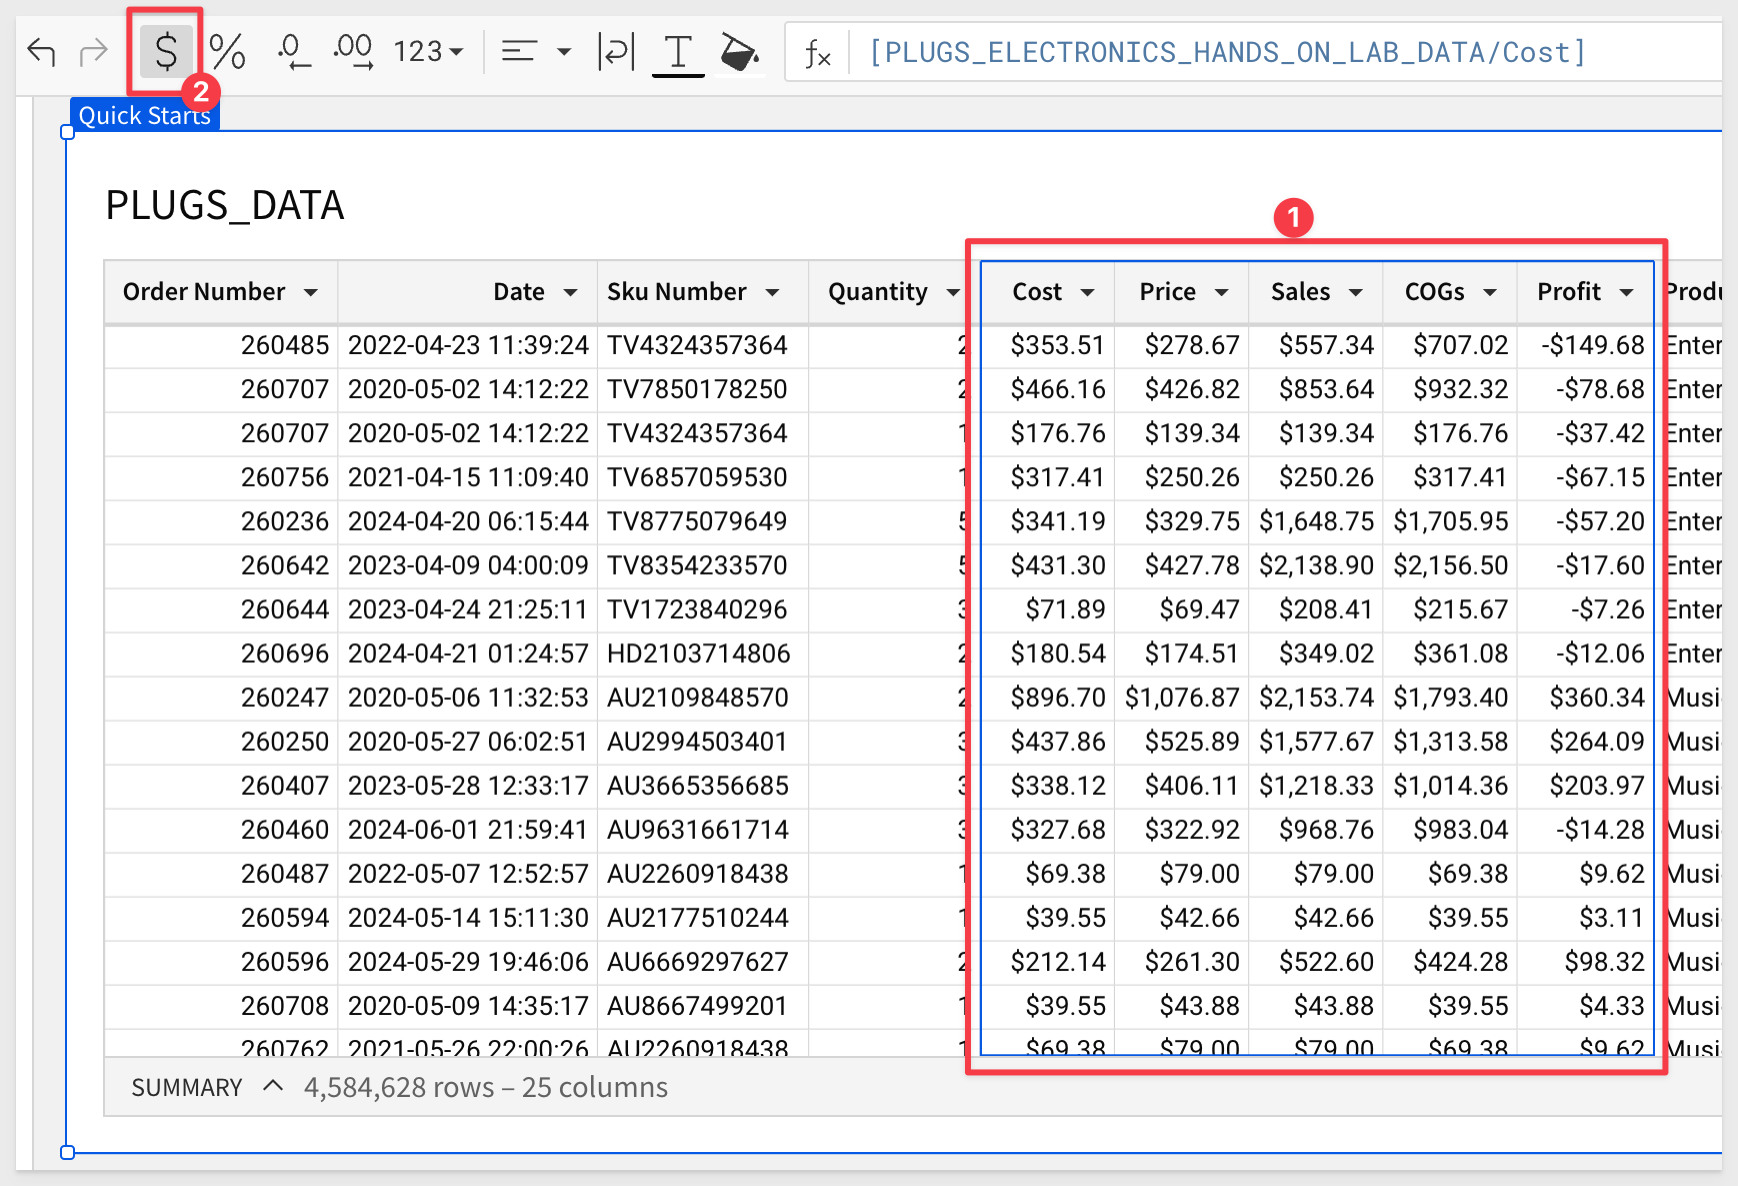 $ % .0 .00 123 fx [PLUGS_ELECTRONICS_HANDS_ON_LAB_DATA/Cost]
2
Quick Starts
PLUGS_DATA
1
Order Number Date Sku Number Quantity Cost Price Sales COGs Profit Produ
260485 2022-04-23 11:39:24 TV4324357364 2 $353.51 $278.67 $557.34 $707.02 -$149.68 Enter
260707 2020-05-02 14:12:22 TV7850178250 2 $466.16 $426.82 $853.64 $932.32 -$78.68 Enter
260707 2020-05-02 14:12:22 TV4324357364 1 $176.76 $139.34 $139.34 $176.76 -$37.42 Enter
260756 2021-04-15 11:09:40 TV6857059530 1 $317.41 $250.26 $250.26 $317.41 -$67.15 Enter
260236 2024-04-20 06:15:44 TV8775079649 5 $341.19 $329.75 $1,648.75 $1,705.95 -$57.20 Enter
260642 2023-04-09 04:00:09 TV8354233570 5 $431.30 $427.78 $2,138.90 $2,156.50 -$17.60 Enter
260644 2023-04-24 21:25:11 TV1723840296 3 $71.89 $69.47 $208.41 $215.67 -$7.26 Enter
260696 2024-04-21 01:24:57 HD2103714806 2 $180.54 $174.51 $349.02 $361.08 -$12.06 Enter
260247 2020-05-06 11:32:53 AU2109848570 2 $896.70 $1,076.87 $2,153.74 $1,793.40 $360.34 Musi
260250 2020-05-27 06:02:51 AU2994503401 3 $437.86 $525.89 $1,577.67 $1,313.58 $264.09 Musi
260407 2023-05-28 12:33:17 AU3665356685 3 $338.12 $406.11 $1,218.33 $1,014.36 $203.97 Musi
260460 2024-06-01 21:59:41 AU9631661714 3 $327.68 $322.92 $968.76 $983.04 -$14.28 Musi
260487 2022-05-07 12:52:57 AU2260918438 1 $69.38 $79.00 $79.00 $69.38 $9.62 Musi
260594 2024-05-14 15:11:30 AU2177510244 1 $39.55 $42.66 $42.66 $39.55 $3.11 Musi
260596 2024-05-29 19:46:06 AU6669297627 2 $212.14 $261.30 $522.60 $424.28 $98.32 Musi
260708 2020-05-09 14:35:17 AU8667499201 1 $39.55 $43.88 $43.88 $39.55 $4.33 Musi
260762 2021-05-26 22:00:26 AU2260918438 1 $69.38 $79.00 $79.00 $69.38 $9.62 Musi
SUMMARY 4,584,628 rows – 25 columns